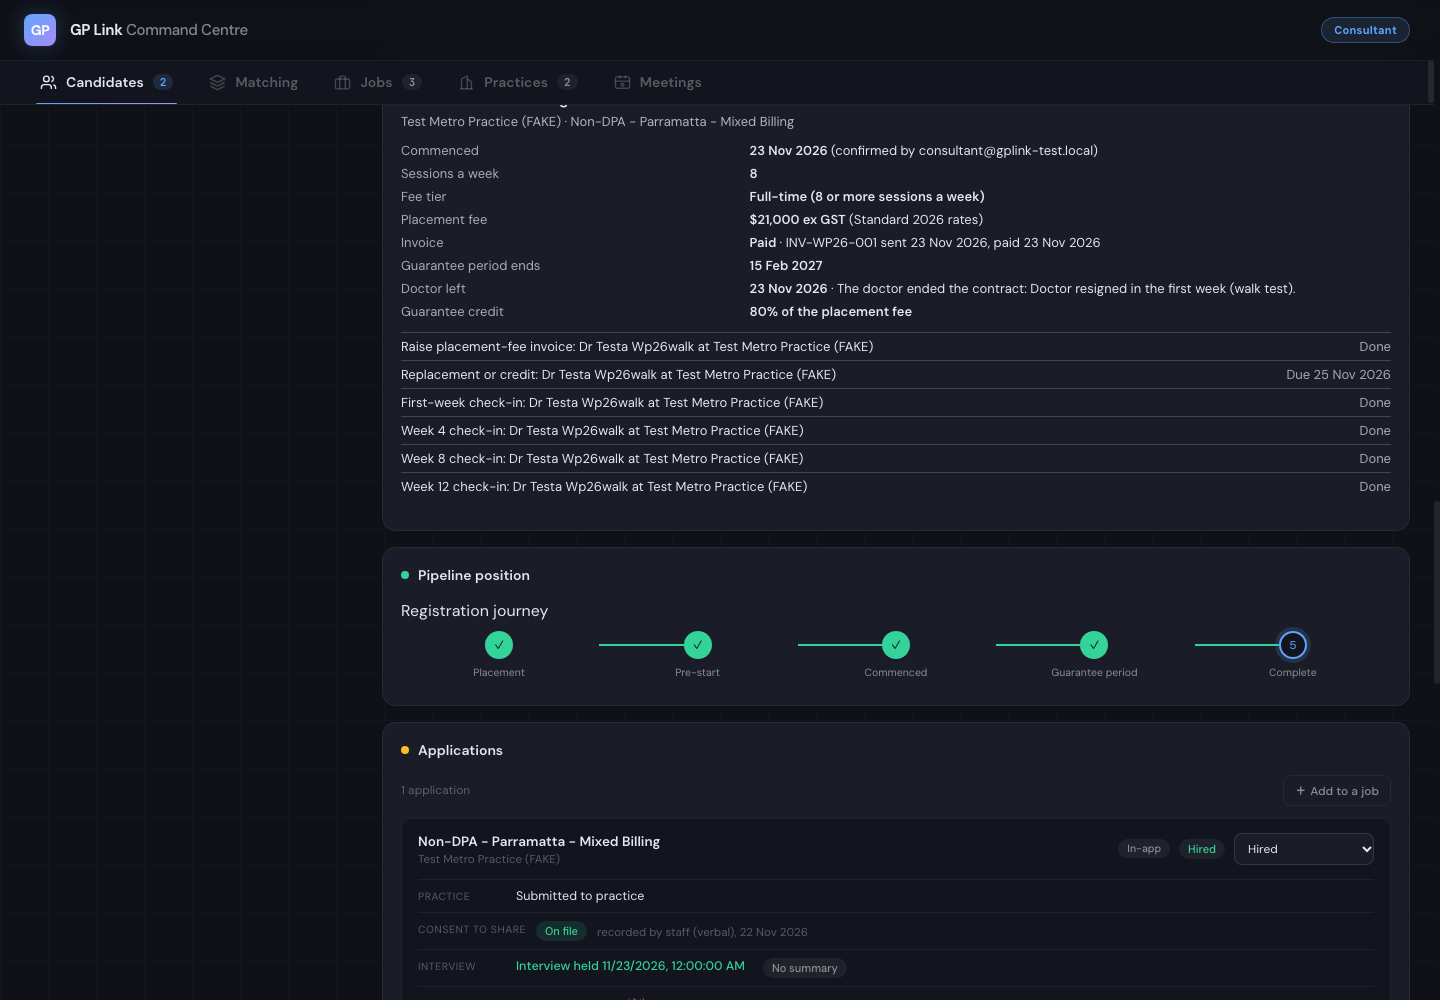 GP GP Link Command Centre Consultant
Candidates 2 Matching Jobs 3 Practices 2 Meetings
Test Metro Practice (FAKE) · Non-DPA - Parramatta - Mixed Billing
Commenced 23 Nov 2026 (confirmed by consultant@gplink-test.local)
Sessions a week 8
Fee tier Full-time (8 or more sessions a week)
Placement fee $21,000 ex GST (Standard 2026 rates)
Invoice Paid · INV-WP26-001 sent 23 Nov 2026, paid 23 Nov 2026
Guarantee period ends 15 Feb 2027
Doctor left 23 Nov 2026 · The doctor ended the contract: Doctor resigned in the first week (walk test).
Guarantee credit 80% of the placement fee
Raise placement-fee invoice: Dr Testa Wp26walk at Test Metro Practice (FAKE) Done
Replacement or credit: Dr Testa Wp26walk at Test Metro Practice (FAKE) Due 25 Nov 2026
First-week check-in: Dr Testa Wp26walk at Test Metro Practice (FAKE) Done
Week 4 check-in: Dr Testa Wp26walk at Test Metro Practice (FAKE) Done
Week 8 check-in: Dr Testa Wp26walk at Test Metro Practice (FAKE) Done
Week 12 check-in: Dr Testa Wp26walk at Test Metro Practice (FAKE) Done
Pipeline position
Registration journey
5
Placement Pre-start Commenced Guarantee period Complete
Applications
1 application + Add to a job
Non-DPA - Parramatta - Mixed Billing In-app Hired Hired
Test Metro Practice (FAKE)
PRACTICE Submitted to practice
CONSENT TO SHARE On file recorded by staff (verbal), 22 Nov 2026
INTERVIEW Interview held 11/23/2026, 12:00:00 AM No summary